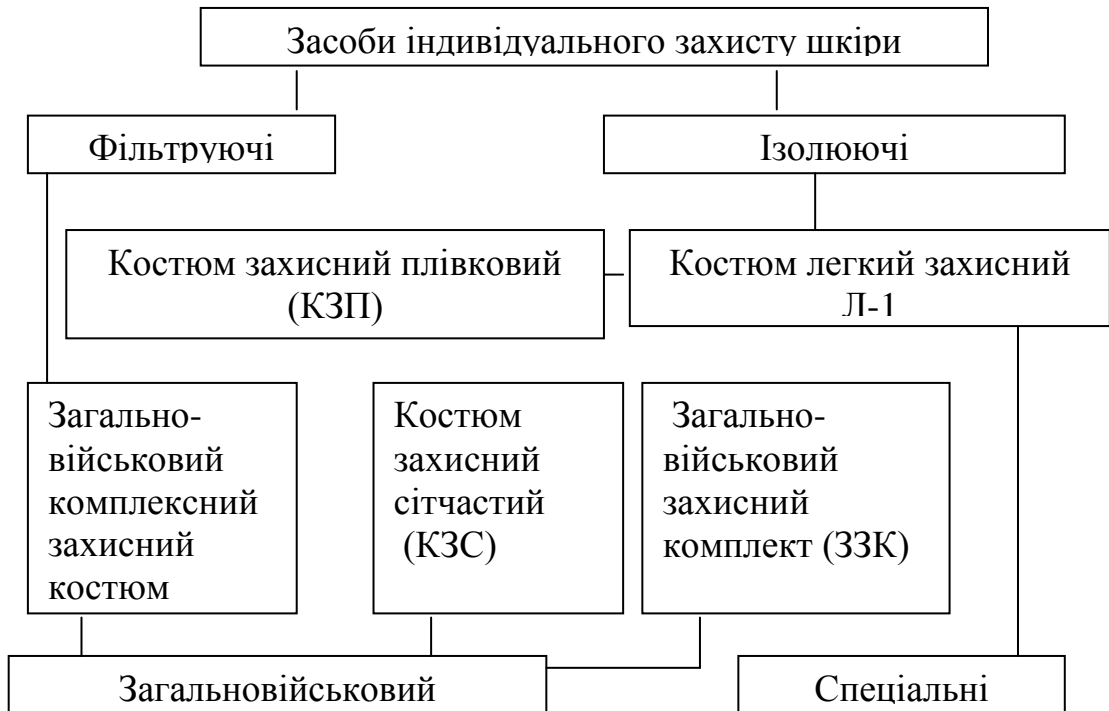 Засоби індивідуального захисту шкіри
Фільтруючі
Ізолюючі
Костюм захисний плівковий
(КЗП)
Костюм легкий захисний
Л-1
Загально-
військовий
комплексний
захисний
костюм
Костюм
захисний
сітчастий
(КЗС)
Загально-
військовий
захисний
комплект (ЗЗК)
Загальновійськовий
Спеціальні